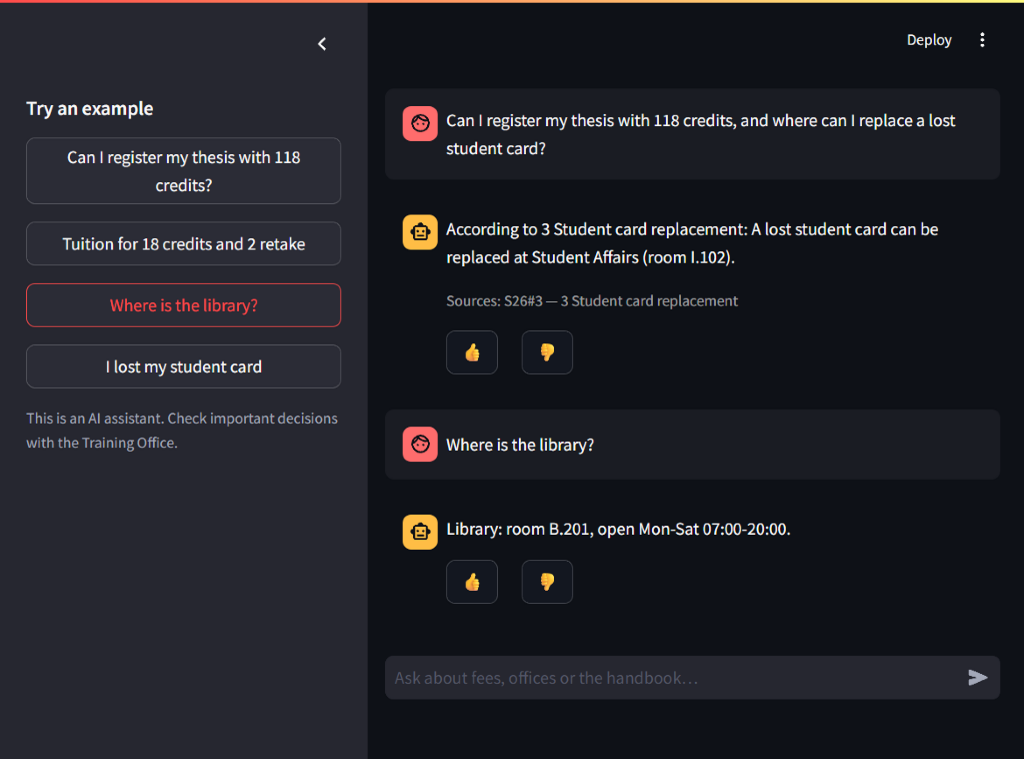 Deploy
Try an example
Can I register my thesis with 118
credits?
Tuition for 18 credits and 2 retake
Where is the library?
I lost my student card
This is an AI assistant. Check important decisions
with the Training Office.
Can I register my thesis with 118 credits, and where can I replace a lost
student card?
According to 3 Student card replacement: A lost student card can be
replaced at Student Affairs (room I.102).
Sources: S26#3 — 3 Student card replacement
Where is the library?
Library: room B.201, open Mon-Sat 07:00-20:00.
Ask about fees, offices or the handbook…